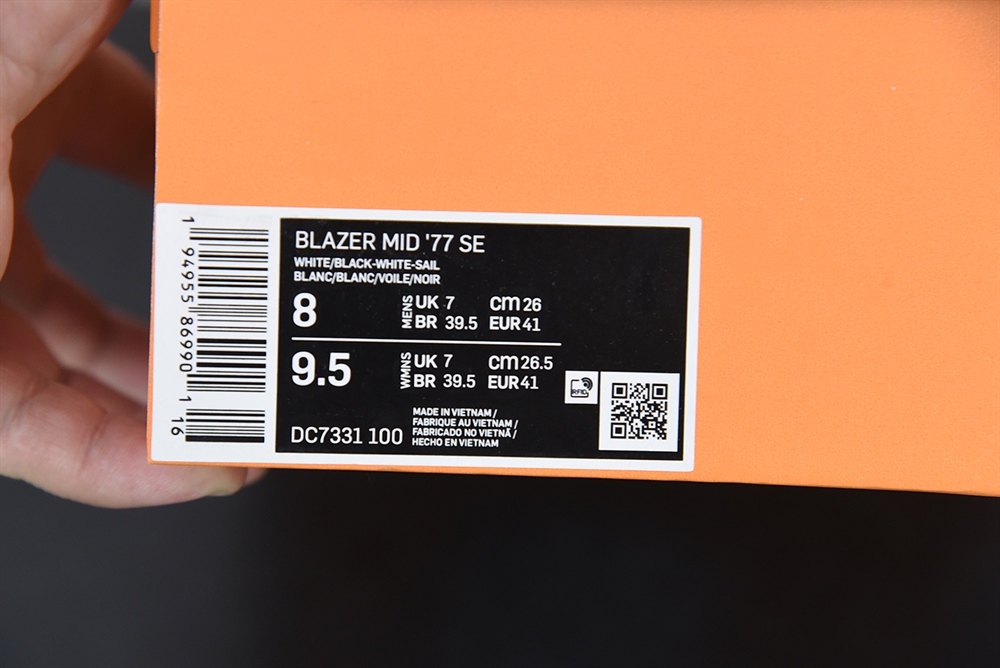 1 94955 86990 1 16
BLAZER MID '77 SE
WHITE/BLACK-WHITE-SAIL
BLANC/BLANC/VOILE/NOIR
8 MENS UK 7 CM 26
BR 39.5 EUR 41
9.5 WMNS UK 7 CM 26.5
BR 39.5 EUR 41
RFID
DC7331 100
MADE IN VIETNAM /
FABRIQUE AU VIETNAM /
FABRICADO NO VIETNÃ /
HECHO EN VIETNAM